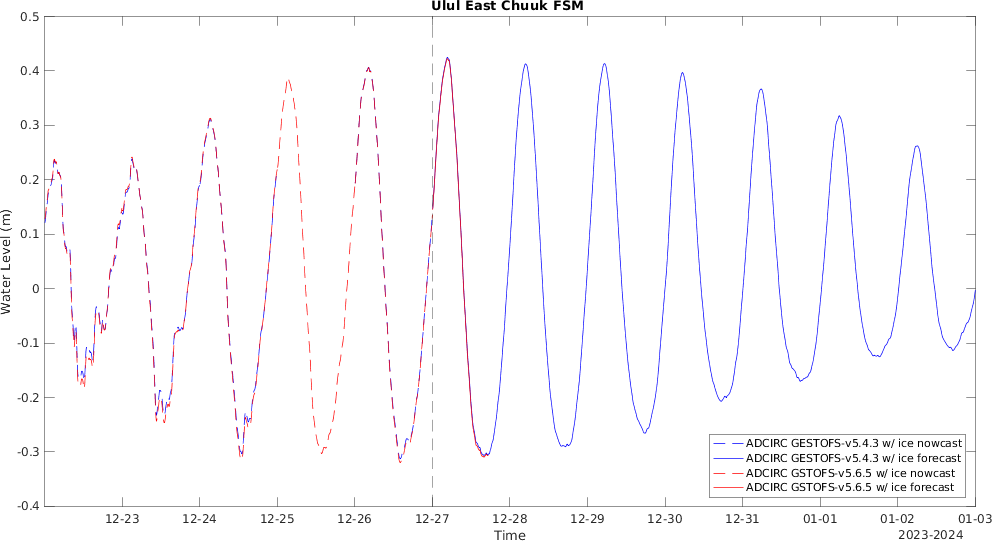 Ulul East Chuuk FSM
0.5
0.4
0.3
0.2
0.1
0
-0.1
-0.2
-0.3
-0.4
Water Level (m)
12-23 12-24 12-25 12-26 12-27 12-28 12-29 12-30 12-31 01-01 01-02 01-03
Time
2023-2024
ADCIRC GESTOFS-v5.4.3 w/ ice nowcast
ADCIRC GESTOFS-v5.4.3 w/ ice forecast
ADCIRC GSTOFS-v5.6.5 w/ ice nowcast
ADCIRC GSTOFS-v5.6.5 w/ ice forecast